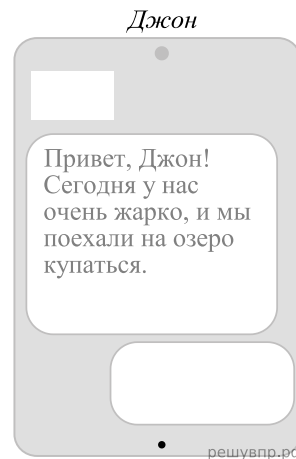 Джон
Привет, Джон!
Сегодня у нас
очень жарко, и мы
поехали на озеро
купаться.
решувпр.рф